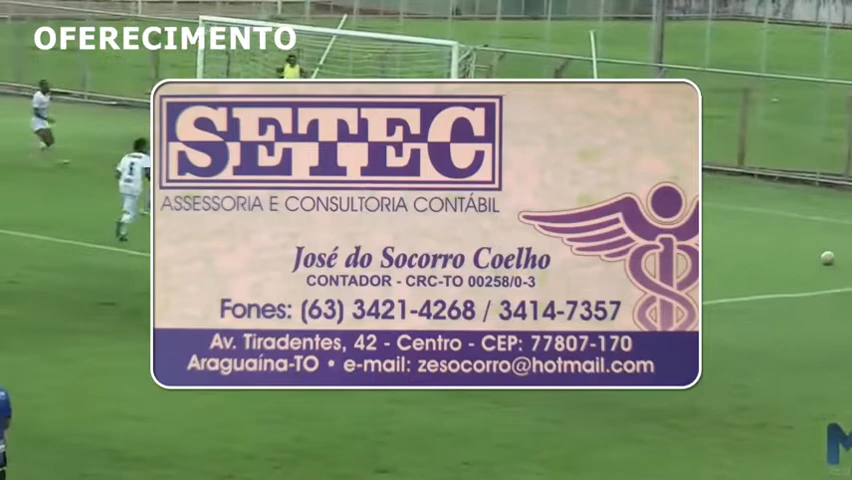 OFERECIMENTO
SETEC
ASSESSORIA E CONSULTORIA CONTÁBIL
José do Socorro Coelho
CONTADOR - CRC-TO 00258/0-3
Fones: (63) 3421-4268 / 3414-7357
Av. Tiradentes, 42 - Centro - CEP: 77807-170
Araguaína-TO • e-mail: zesocorro@hotmail.com
1
M